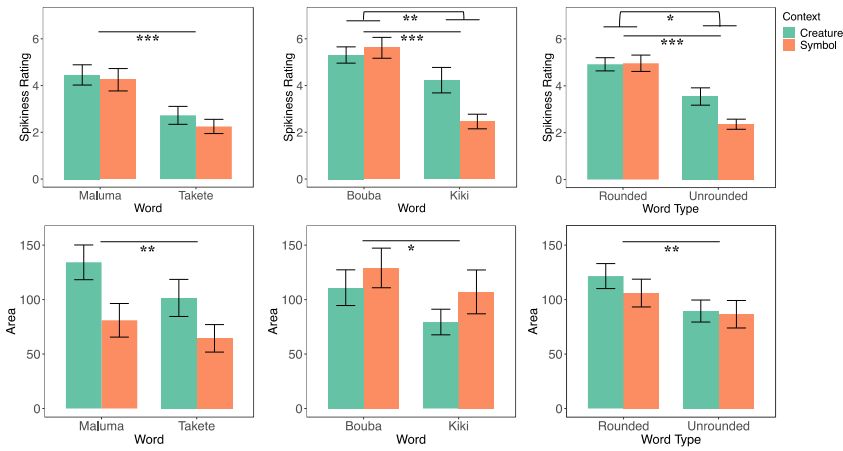 Context
Creature
Symbol
Spikiness Rating
6
4
2
0
***
Maluma Takete
Word
Spikiness Rating
6
4
2
0
**
***
Bouba Kiki
Word
Spikiness Rating
6
4
2
0
*
***
Rounded Unrounded
Word Type
Area
150
100
50
0
**
Maluma Takete
Word
Area
150
100
50
0
*
Bouba Kiki
Word
Area
150
100
50
0
**
Rounded Unrounded
Word Type